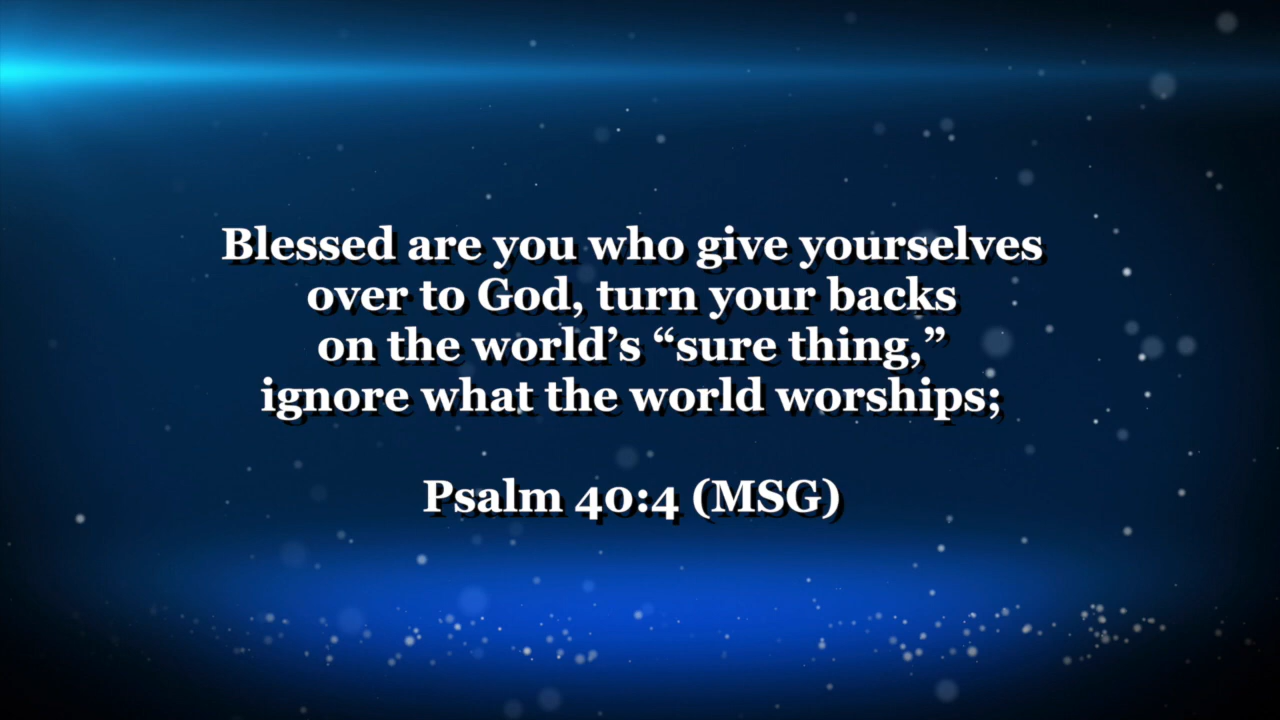 Blessed are you who give yourselves
over to God, turn your backs
on the world’s “sure thing,”
ignore what the world worships;
Psalm 40:4 (MSG)